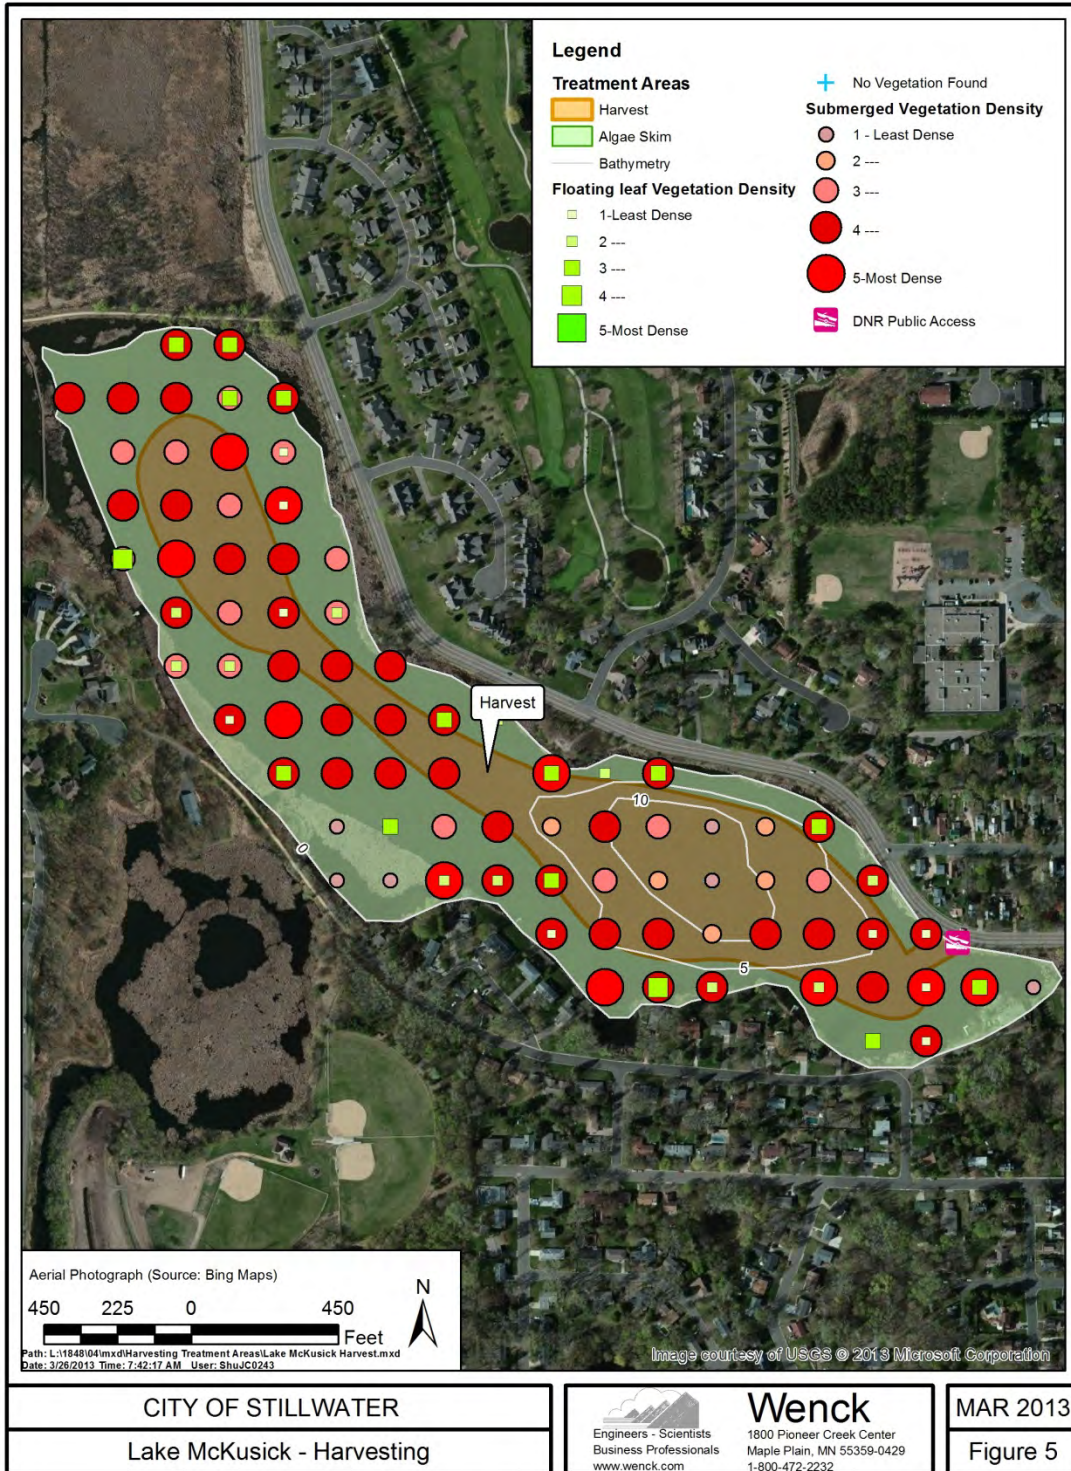 Legend
Treatment Areas
Harvest
Algae Skim
Bathymetry
Floating leaf Vegetation Density
1-Least Dense
2 ---
3 ---
4 ---
5-Most Dense
No Vegetation Found
Submerged Vegetation Density
1 - Least Dense
2 ---
3 ---
4 ---
5-Most Dense
DNR Public Access
Harvest
10
0
5
Aerial Photograph (Source: Bing Maps)
N
450 225 0 450
Feet
Path: L:\1848\04\mxd\Harvesting Treatment Areas\Lake McKusick Harvest.mxd
Date: 3/26/2013 Time: 7:42:17 AM User: ShuJC0243
Image courtesy of USGS © 2013 Microsoft Corporation
CITY OF STILLWATER
Lake McKusick - Harvesting
Engineers - Scientists
Business Professionals
www.wenck.com
Wenck
1800 Pioneer Creek Center
Maple Plain, MN 55359-0429
1-800-472-2232
MAR 2013
Figure 5